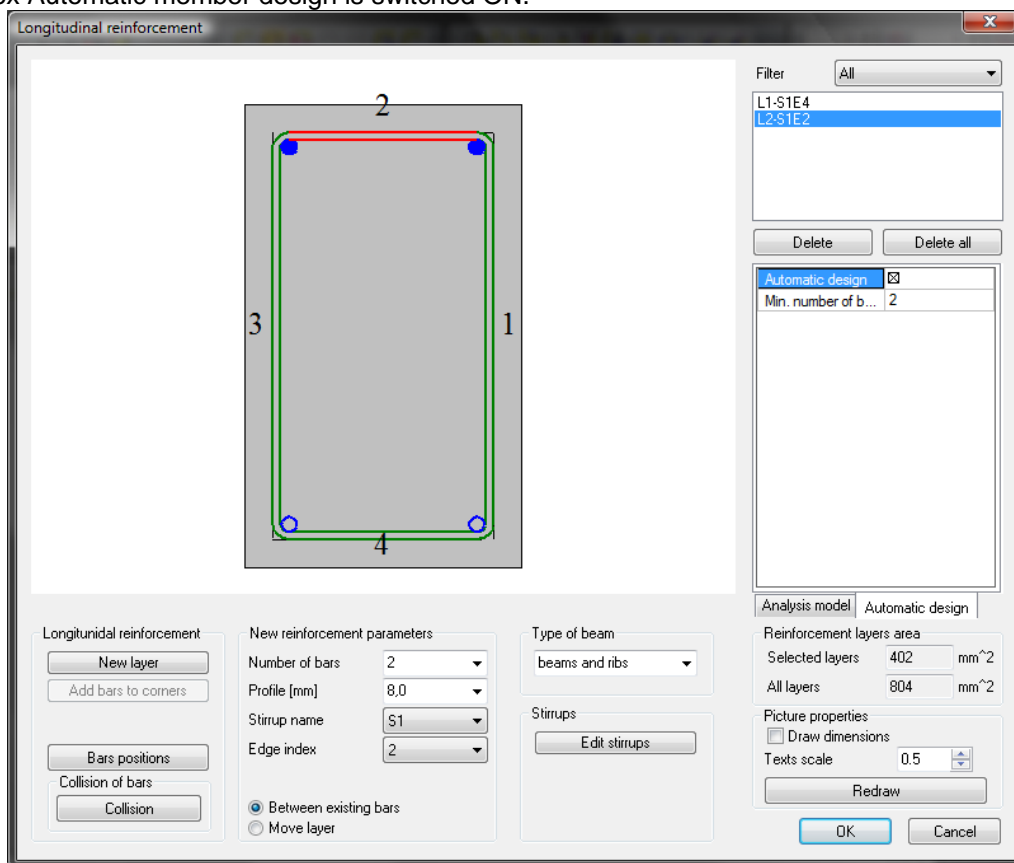 ox Automatic member design is switched ON.
Longitudinal reinforcement
2
3
1
4
Filter All
L1-S1E4
L2-S1E2
Delete Delete all
Automatic design
Min. number of b... 2
Analysis model Automatic design
Longitunidal reinforcement
New layer
Add bars to corners
Bars positions
Collision of bars
Collision
New reinforcement parameters
Number of bars 2
Profile [mm] 8,0
Stirrup name S1
Edge index 2
Between existing bars
Move layer
Type of beam
beams and ribs
Stirrups
Edit stirrups
Reinforcement layers area
Selected layers 402 mm^2
All layers 804 mm^2
Picture properties
Draw dimensions
Texts scale 0.5
Redraw
OK Cancel